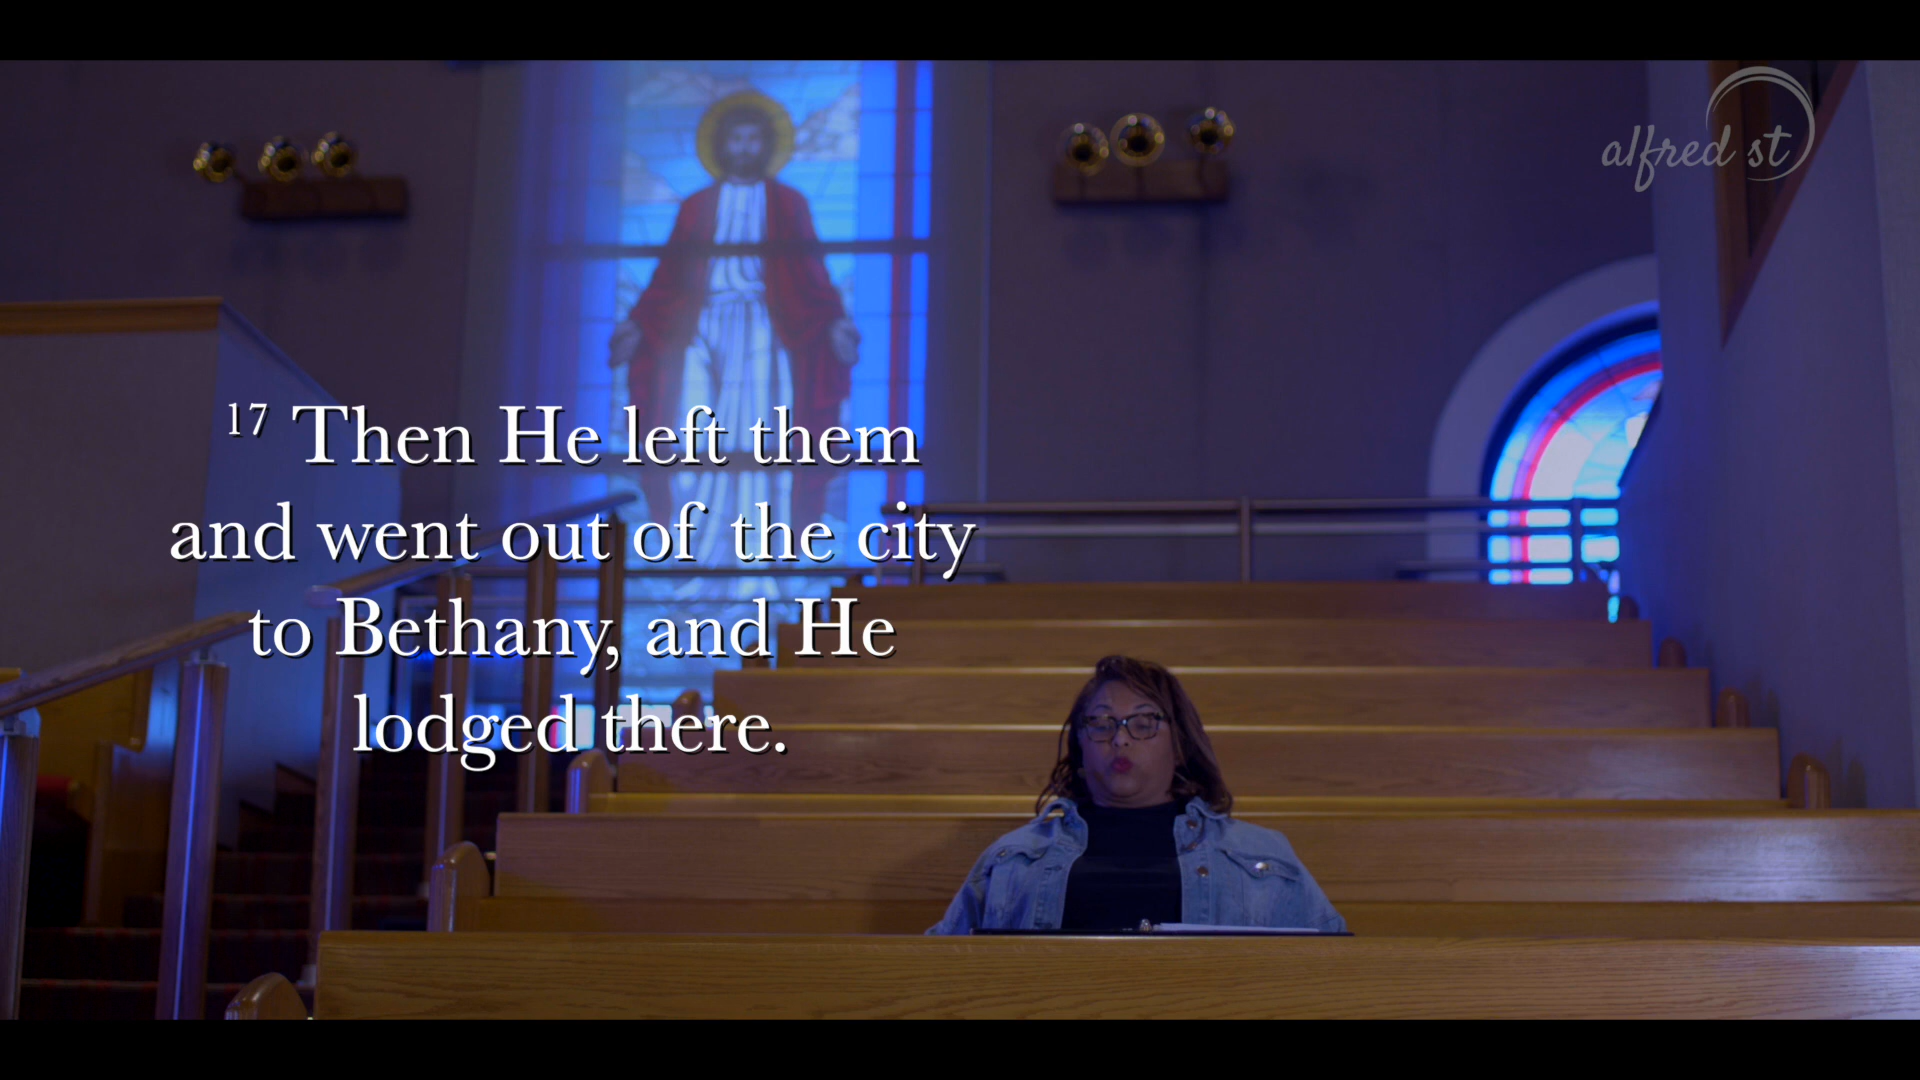 alfred st
17 Then He left them
and went out of the city
to Bethany, and He
lodged there.